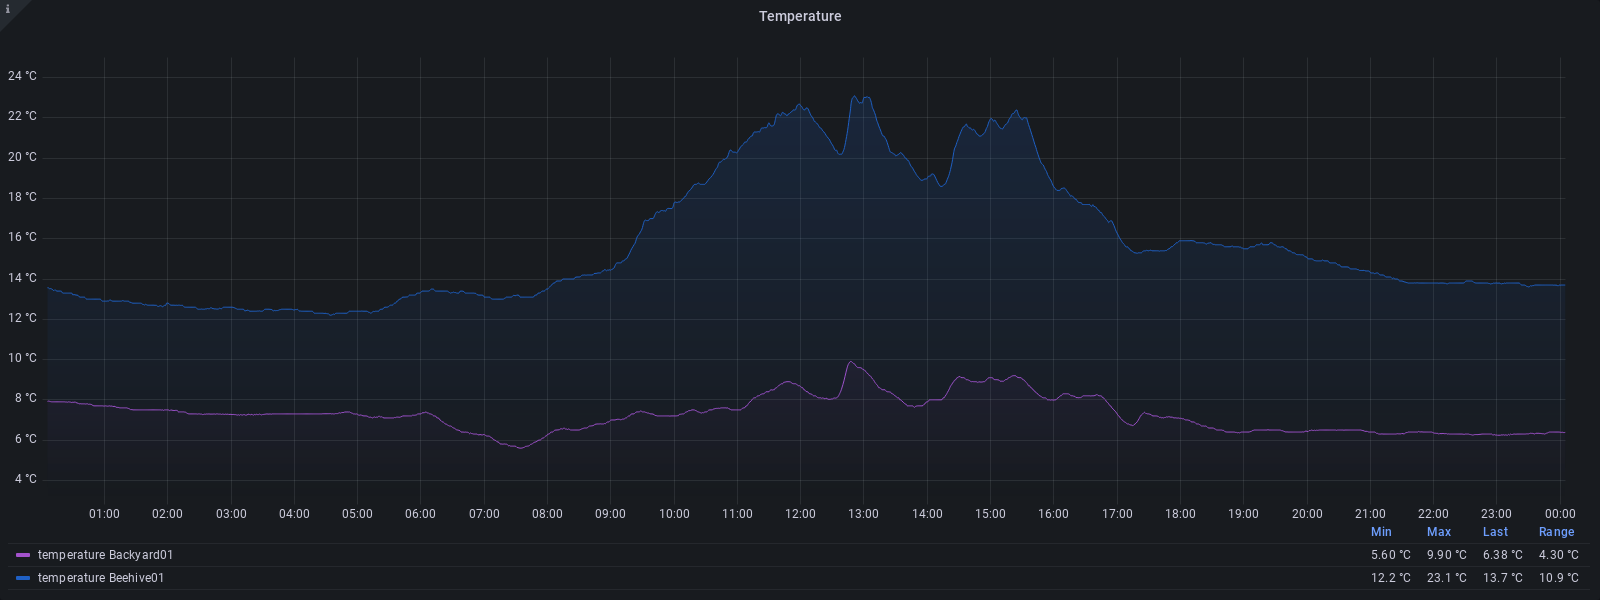 i
Temperature
24 °C
22 °C
20 °C
18 °C
16 °C
14 °C
12 °C
10 °C
8 °C
6 °C
4 °C
01:00 02:00 03:00 04:00 05:00 06:00 07:00 08:00 09:00 10:00 11:00 12:00 13:00 14:00 15:00 16:00 17:00 18:00 19:00 20:00 21:00 22:00 23:00 00:00
Min Max Last Range
temperature Backyard01 5.60 °C 9.90 °C 6.38 °C 4.30 °C
temperature Beehive01 12.2 °C 23.1 °C 13.7 °C 10.9 °C